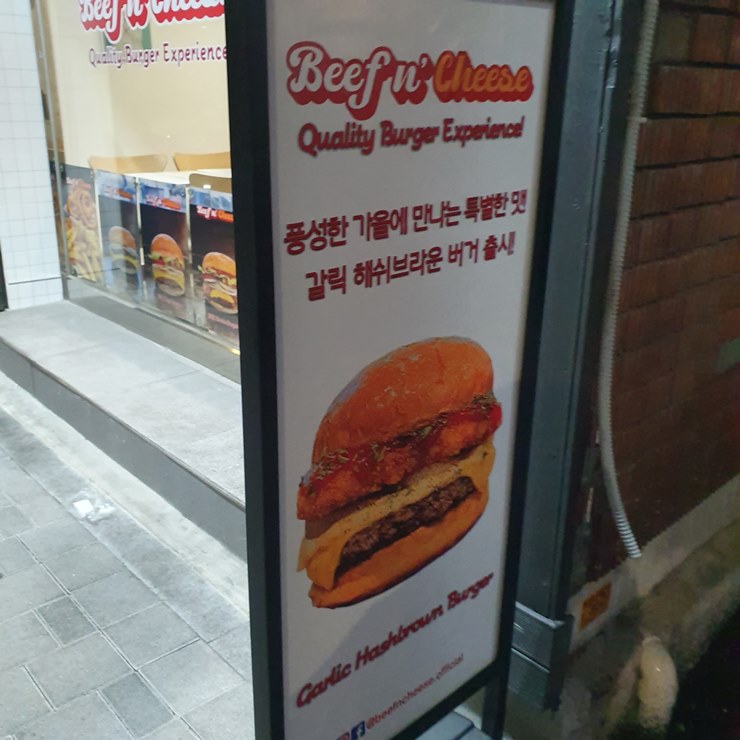 Beef n' Cheese
Quality Burger Experience
Beef n' Cheese
Quality Burger Experience!
풍성한 가을에 만나는 특별한 맛
갈릭 해쉬브라운 버거 출시!
Garlic Hashbrown Burger
@beefncheese.official